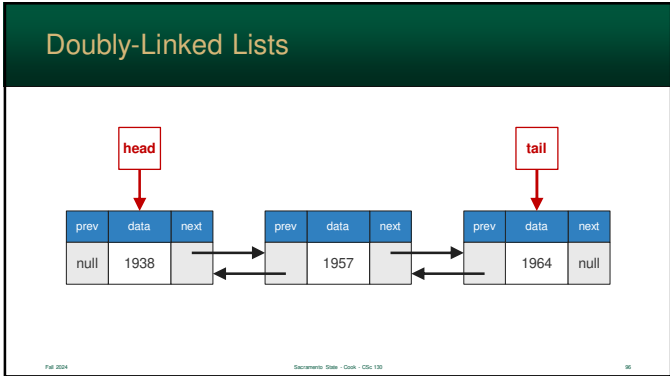 Doubly-Linked Lists
head
tail
prev data next
prev data next
prev data next
null 1938
1957
1964 null
Fall 2024
Sacramento State - Cook - CSc 130
96